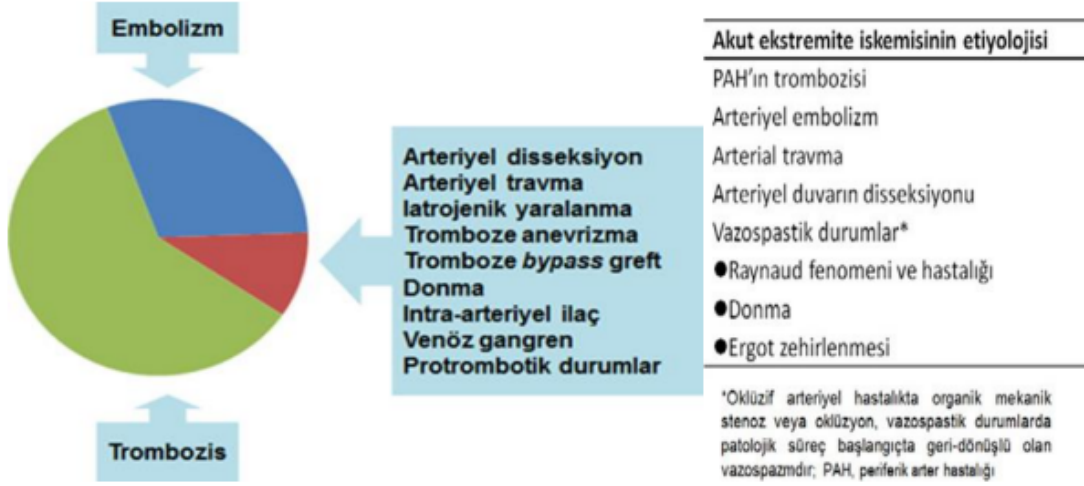 Embolizm
Arteriyel disseksiyon
Arteriyel travma
Iatrojenik yaralanma
Tromboze anevrizma
Tromboze bypass greft
Donma
Intra-arteriyel ilaç
Venöz gangren
Protrombotik durumlar
Trombozis
Akut ekstremite iskemisinin etiyolojisi
PAH'ın trombozisi
Arteriyel embolizm
Arterial travma
Arteriyel duvarın disseksiyonu
Vazospastik durumlar*
●Raynaud fenomeni ve hastalığı
●Donma
●Ergot zehirlenmesi
*Oklüzif arteriyel hastalıkta organik mekanik
stenoz veya oklüzyon, vazospastik durumlarda
patolojik süreç başlangıçta geri-dönüşlü olan
vazospazmdır; PAH, periferik arter hastalığı